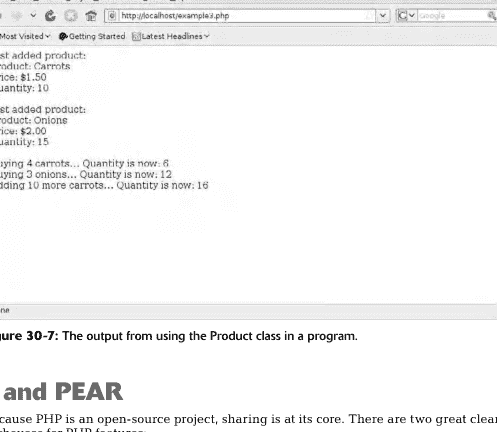 http://localhost/example3.php
Google
Most Visited
Getting Started
Latest Headlines
st added product:
roduct: Carrots
rice: $1.50
uantity: 10
st added product:
roduct: Onions
rice: $2.00
uantity: 15
uying 4 carrots... Quantity is now: 6
uying 3 onions... Quantity is now: 12
dding 10 more carrots... Quantity is now: 16
ne
gure 30-7: The output from using the Product class in a program.
and PEAR
cause PHP is an open-source project, sharing is at its core. There are two great clear